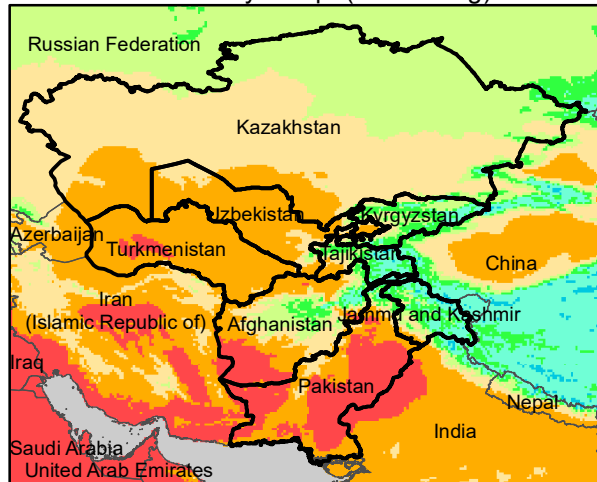 Russian Federation
Kazakhstan
Uzbekistan
Kyrgyzstan
Azerbaijan
Turkmenistan
Tajikistan
China
Iran
(Islamic Republic of)
Afghanistan
Jammu and Kashmir
Iraq
Pakistan
Nepal
India
Saudi Arabia
United Arab Emirates